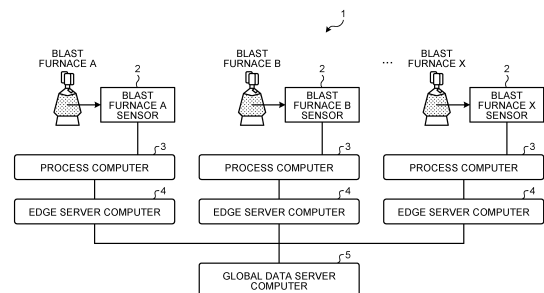 1
BLAST
FURNACE A
2
BLAST
FURNACE A
SENSOR
BLAST
FURNACE B
2
BLAST
FURNACE B
SENSOR
...
BLAST
FURNACE X
2
BLAST
FURNACE X
SENSOR
3
PROCESS COMPUTER
3
PROCESS COMPUTER
3
PROCESS COMPUTER
4
EDGE SERVER COMPUTER
4
EDGE SERVER COMPUTER
4
EDGE SERVER COMPUTER
5
GLOBAL DATA SERVER
COMPUTER